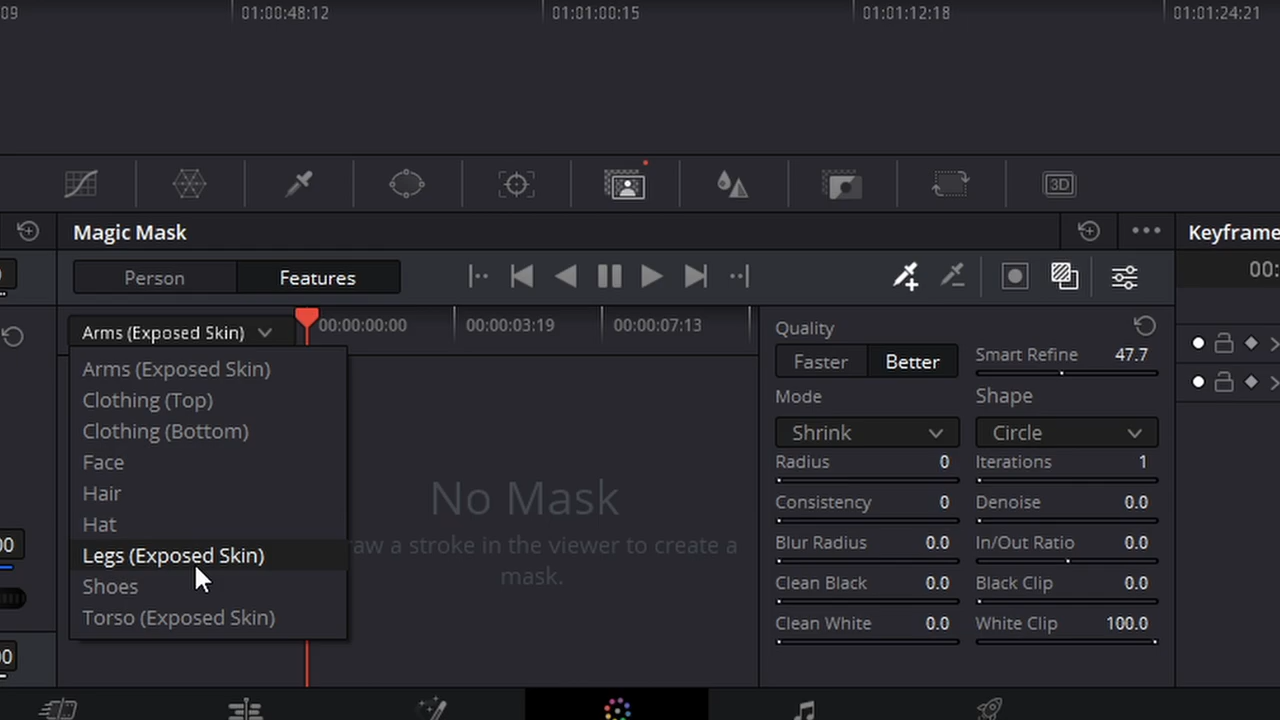 09
01:00:48:12
01:01:00:15
01:01:12:18
01:01:24:21
3D
Magic Mask
Keyframe
Person
Features
00:
Arms (Exposed Skin)
00:00:00:00
00:00:03:19
00:00:07:13
Arms (Exposed Skin)
Clothing (Top)
Clothing (Bottom)
Face
Hair
Hat
Legs (Exposed Skin)
Shoes
Torso (Exposed Skin)
No Mask
raw a stroke in the viewer to create a
mask.
Quality
Faster
Better
Smart Refine
47.7
Mode
Shape
Shrink
Circle
Radius
0
Iterations
1
Consistency
0
Denoise
0.0
Blur Radius
0.0
In/Out Ratio
0.0
Clean Black
0.0
Black Clip
0.0
Clean White
0.0
White Clip
100.0
00
00